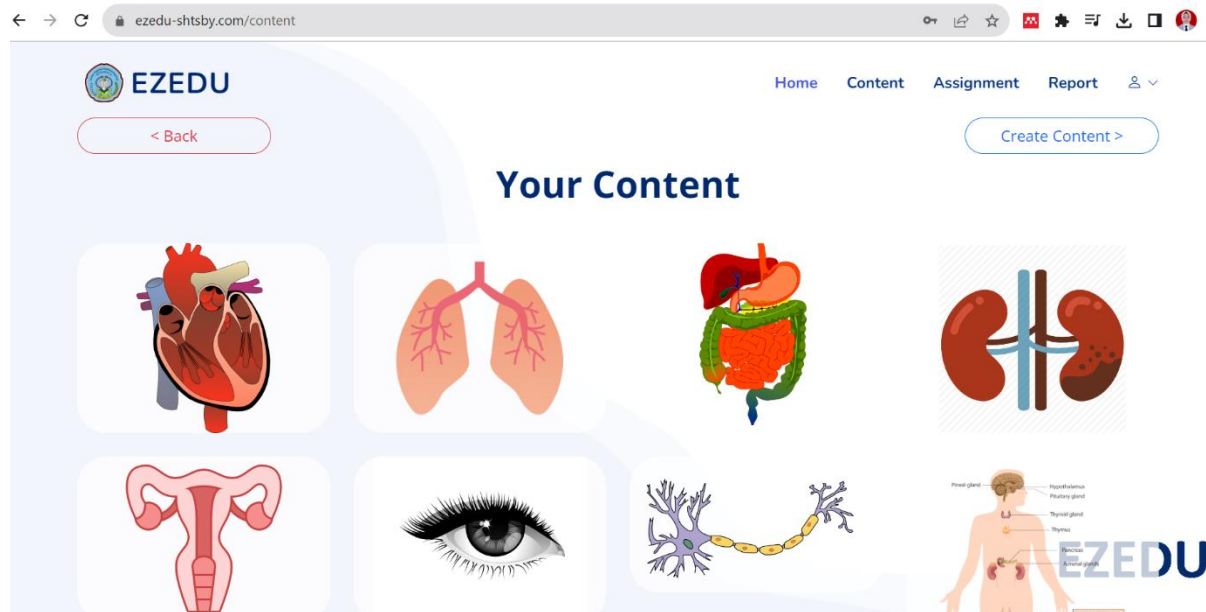 ezedu-shtsby.com/content
EZEDU
Home Content Assignment Report
< Back
Create Content >
Your Content
Pineal gland
Hypothalamus
Pituitary gland
Thyroid gland
Thymus
Pancreas
Adrenal glands
EZEDU